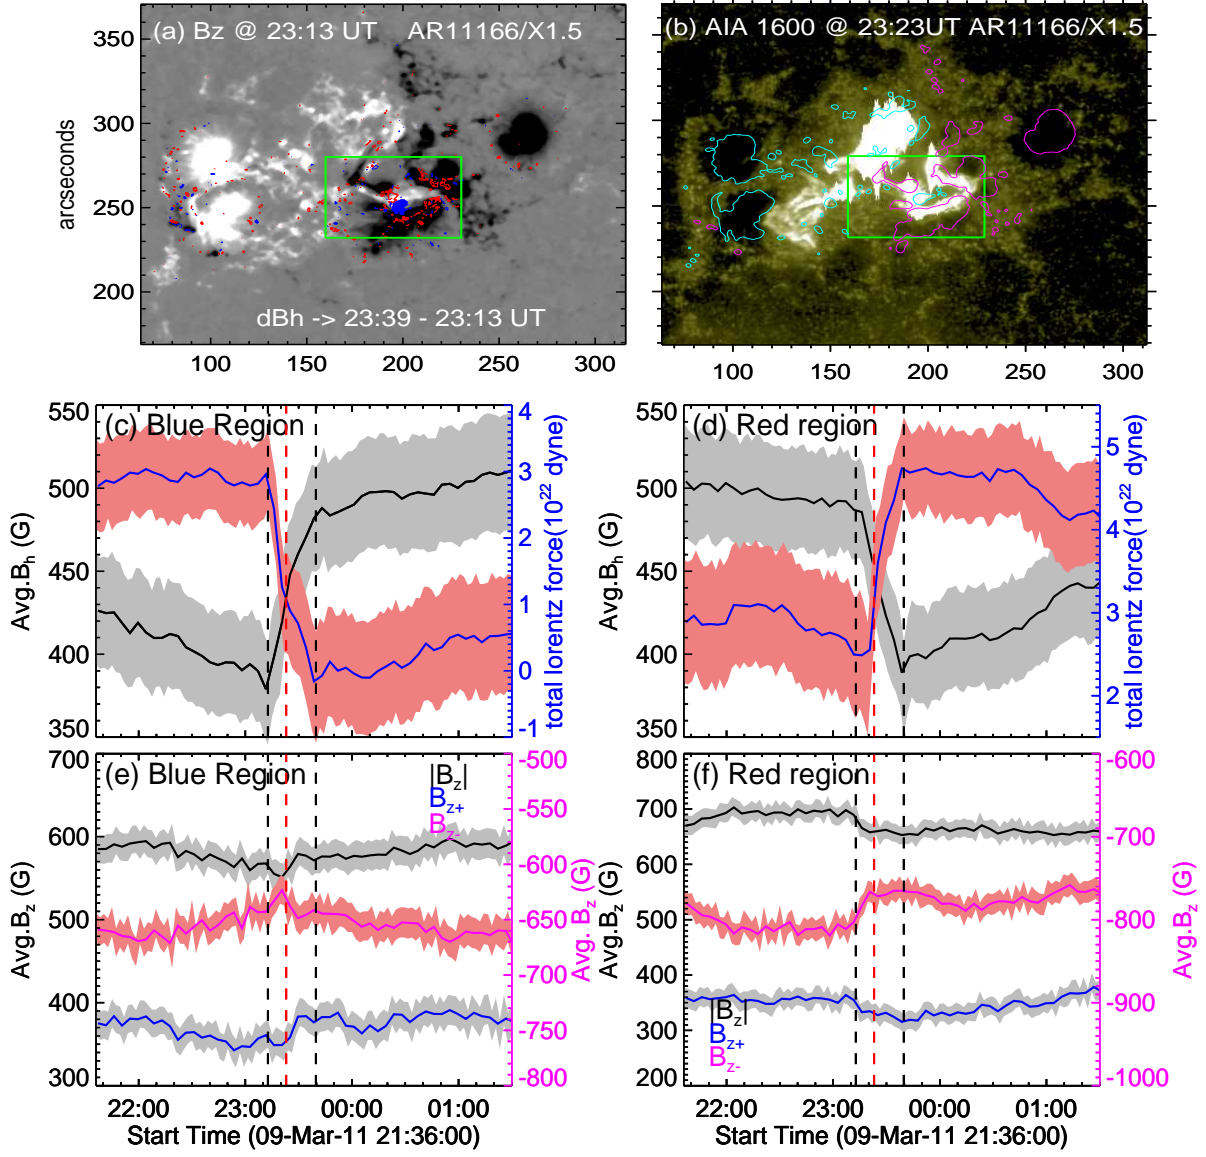 (a) Bz @ 23:13 UT AR11166/X1.5
(b) AIA 1600 @ 23:23UT AR11166/X1.5
arcseconds
350
300
250
200
dBh -> 23:39 - 23:13 UT
100 150 200 250 300
100 150 200 250 300
(c) Blue Region
550
500
450
400
350
Avg.Bh (G)
4
3
2
1
0
-1
total lorentz force(10^22 dyne)
(d) Red region
550
500
450
400
350
Avg.Bh (G)
5
4
3
2
total lorentz force(10^22 dyne)
(e) Blue Region
|Bz|
Bz+
Bz-
700
600
500
400
300
Avg.Bz (G)
-500
-550
-600
-650
-700
-750
-800
Avg. Bz (G)
22:00 23:00 00:00 01:00
Start Time (09-Mar-11 21:36:00)
(f) Red region
|Bz|
Bz+
Bz-
800
700
600
500
400
300
200
Avg.Bz (G)
-600
-700
-800
-900
-1000
Avg.Bz (G)
22:00 23:00 00:00 01:00
Start Time (09-Mar-11 21:36:00)